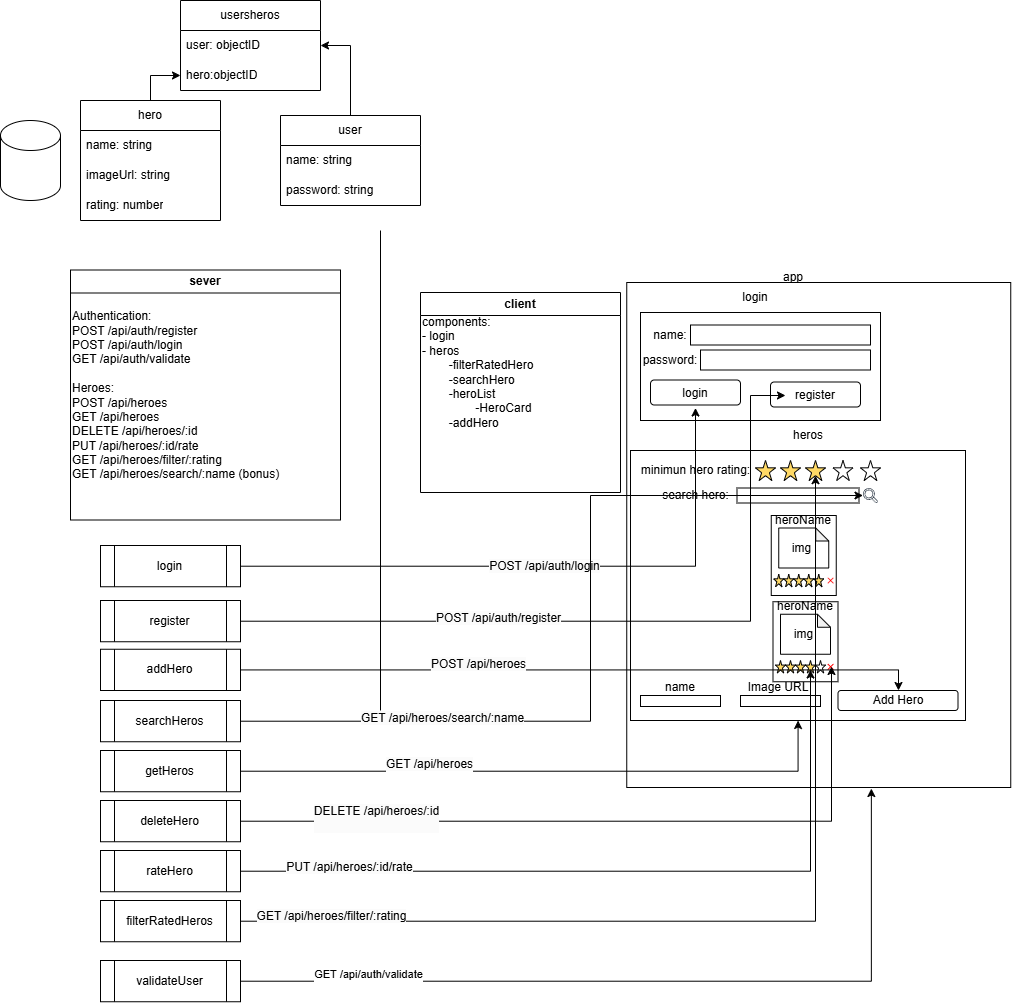 usersheros
user: objectID
hero:objectID
hero
name: string
imageUrl: string
rating: number
user
name: string
password: string
sever
Authentication:
POST /api/auth/register
POST /api/auth/login
GET /api/auth/validate
Heroes:
POST /api/heroes
GET /api/heroes
DELETE /api/heroes/:id
PUT /api/heroes/:id/rate
GET /api/heroes/filter/:rating
GET /api/heroes/search/:name (bonus)
client
components:
- login
- heros
-filterRatedHero
-searchHero
-heroList
-HeroCard
-addHero
app
login
name:
password:
login
register
heros
minimun hero rating:
search hero:
heroName
img
×
heroName
img
×
name
Image URL
Add Hero
login
POST /api/auth/login
register
POST /api/auth/register
addHero
POST /api/heroes
searchHeros
GET /api/heroes/search/:name
getHeros
GET /api/heroes
deleteHero
DELETE /api/heroes/:id
rateHero
PUT /api/heroes/:id/rate
filterRatedHeros
GET /api/heroes/filter/:rating
validateUser
GET /api/auth/validate